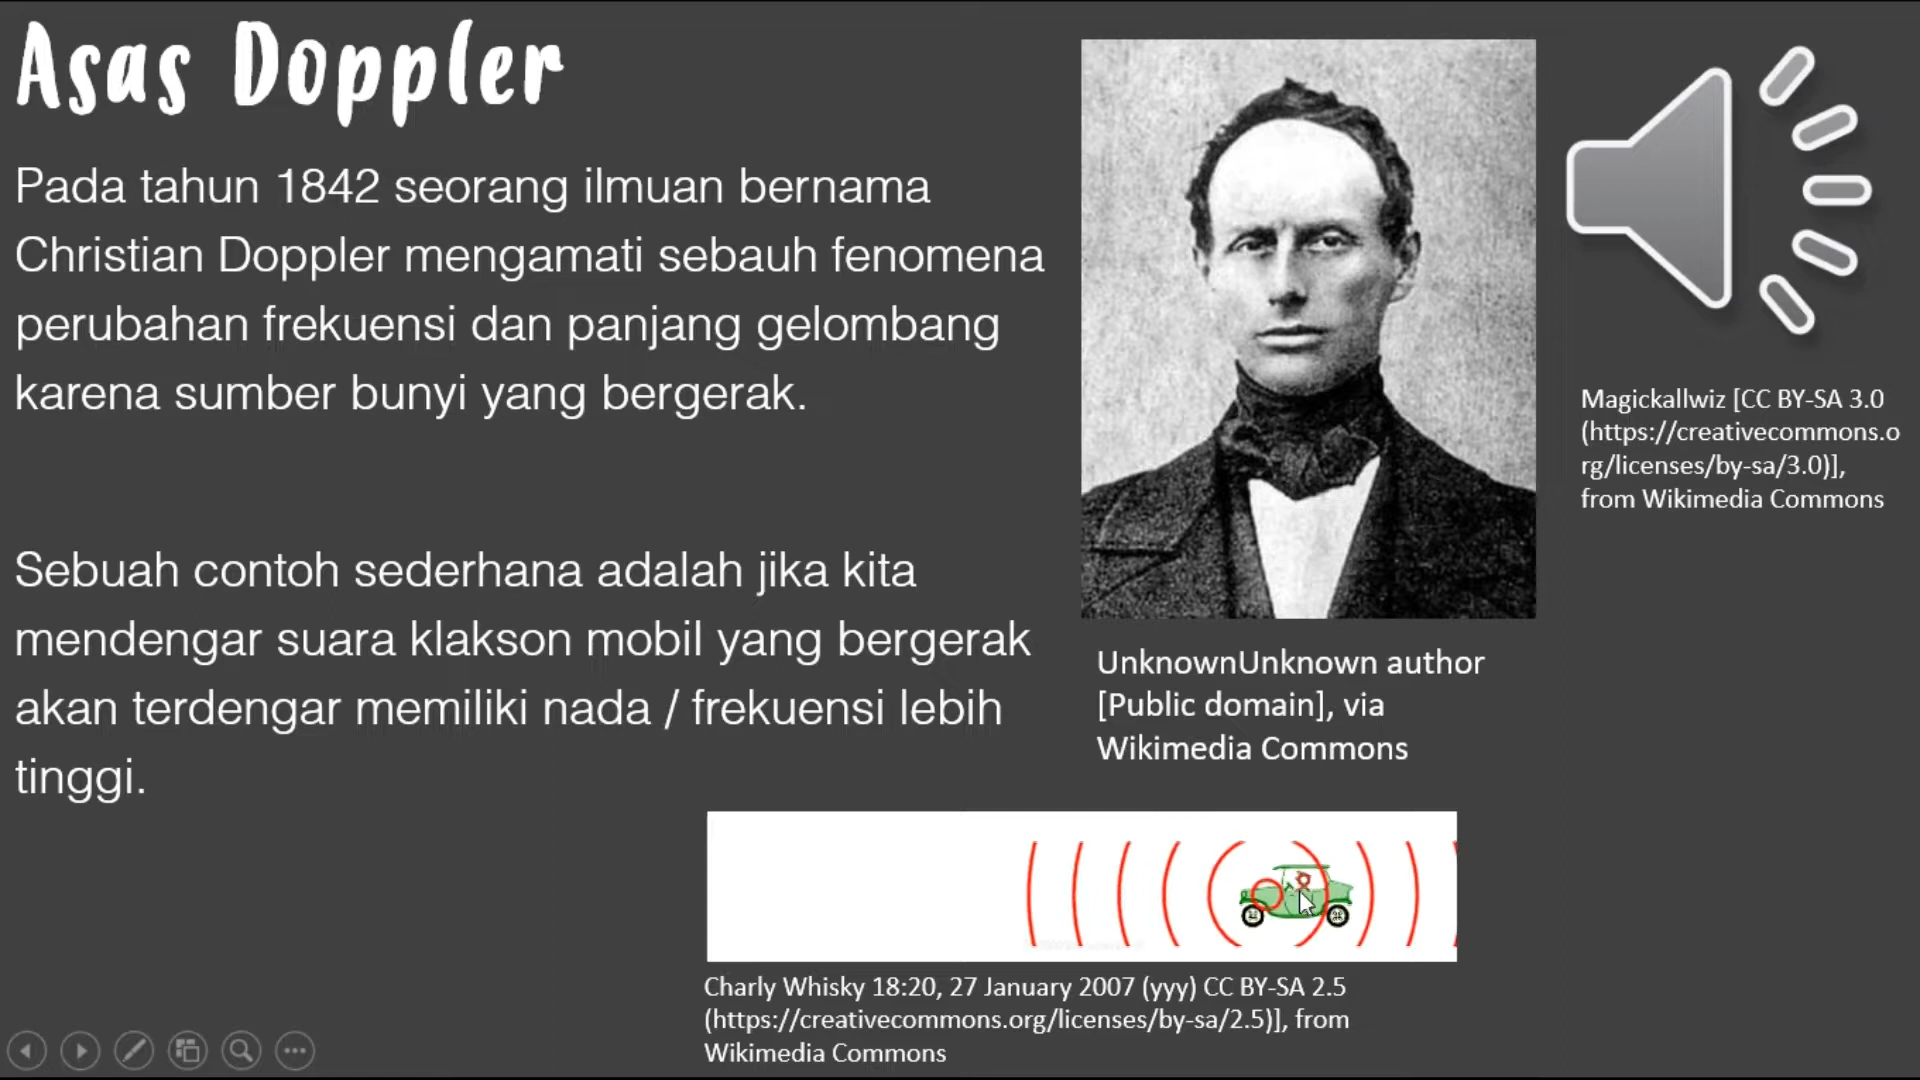 Asas Doppler
Pada tahun 1842 seorang ilmuan bernama
Christian Doppler mengamati sebauh fenomena
perubahan frekuensi dan panjang gelombang
karena sumber bunyi yang bergerak.
Sebuah contoh sederhana adalah jika kita
mendengar suara klakson mobil yang bergerak
akan terdengar memiliki nada / frekuensi lebih
tinggi.
UnknownUnknown author
[Public domain], via
Wikimedia Commons
Magickallwiz [CC BY-SA 3.0
(https://creativecommons.o
rg/licenses/by-sa/3.0)],
from Wikimedia Commons
Charly Whisky 18:20, 27 January 2007 (yyy) CC BY-SA 2.5
(https://creativecommons.org/licenses/by-sa/2.5)], from
Wikimedia Commons